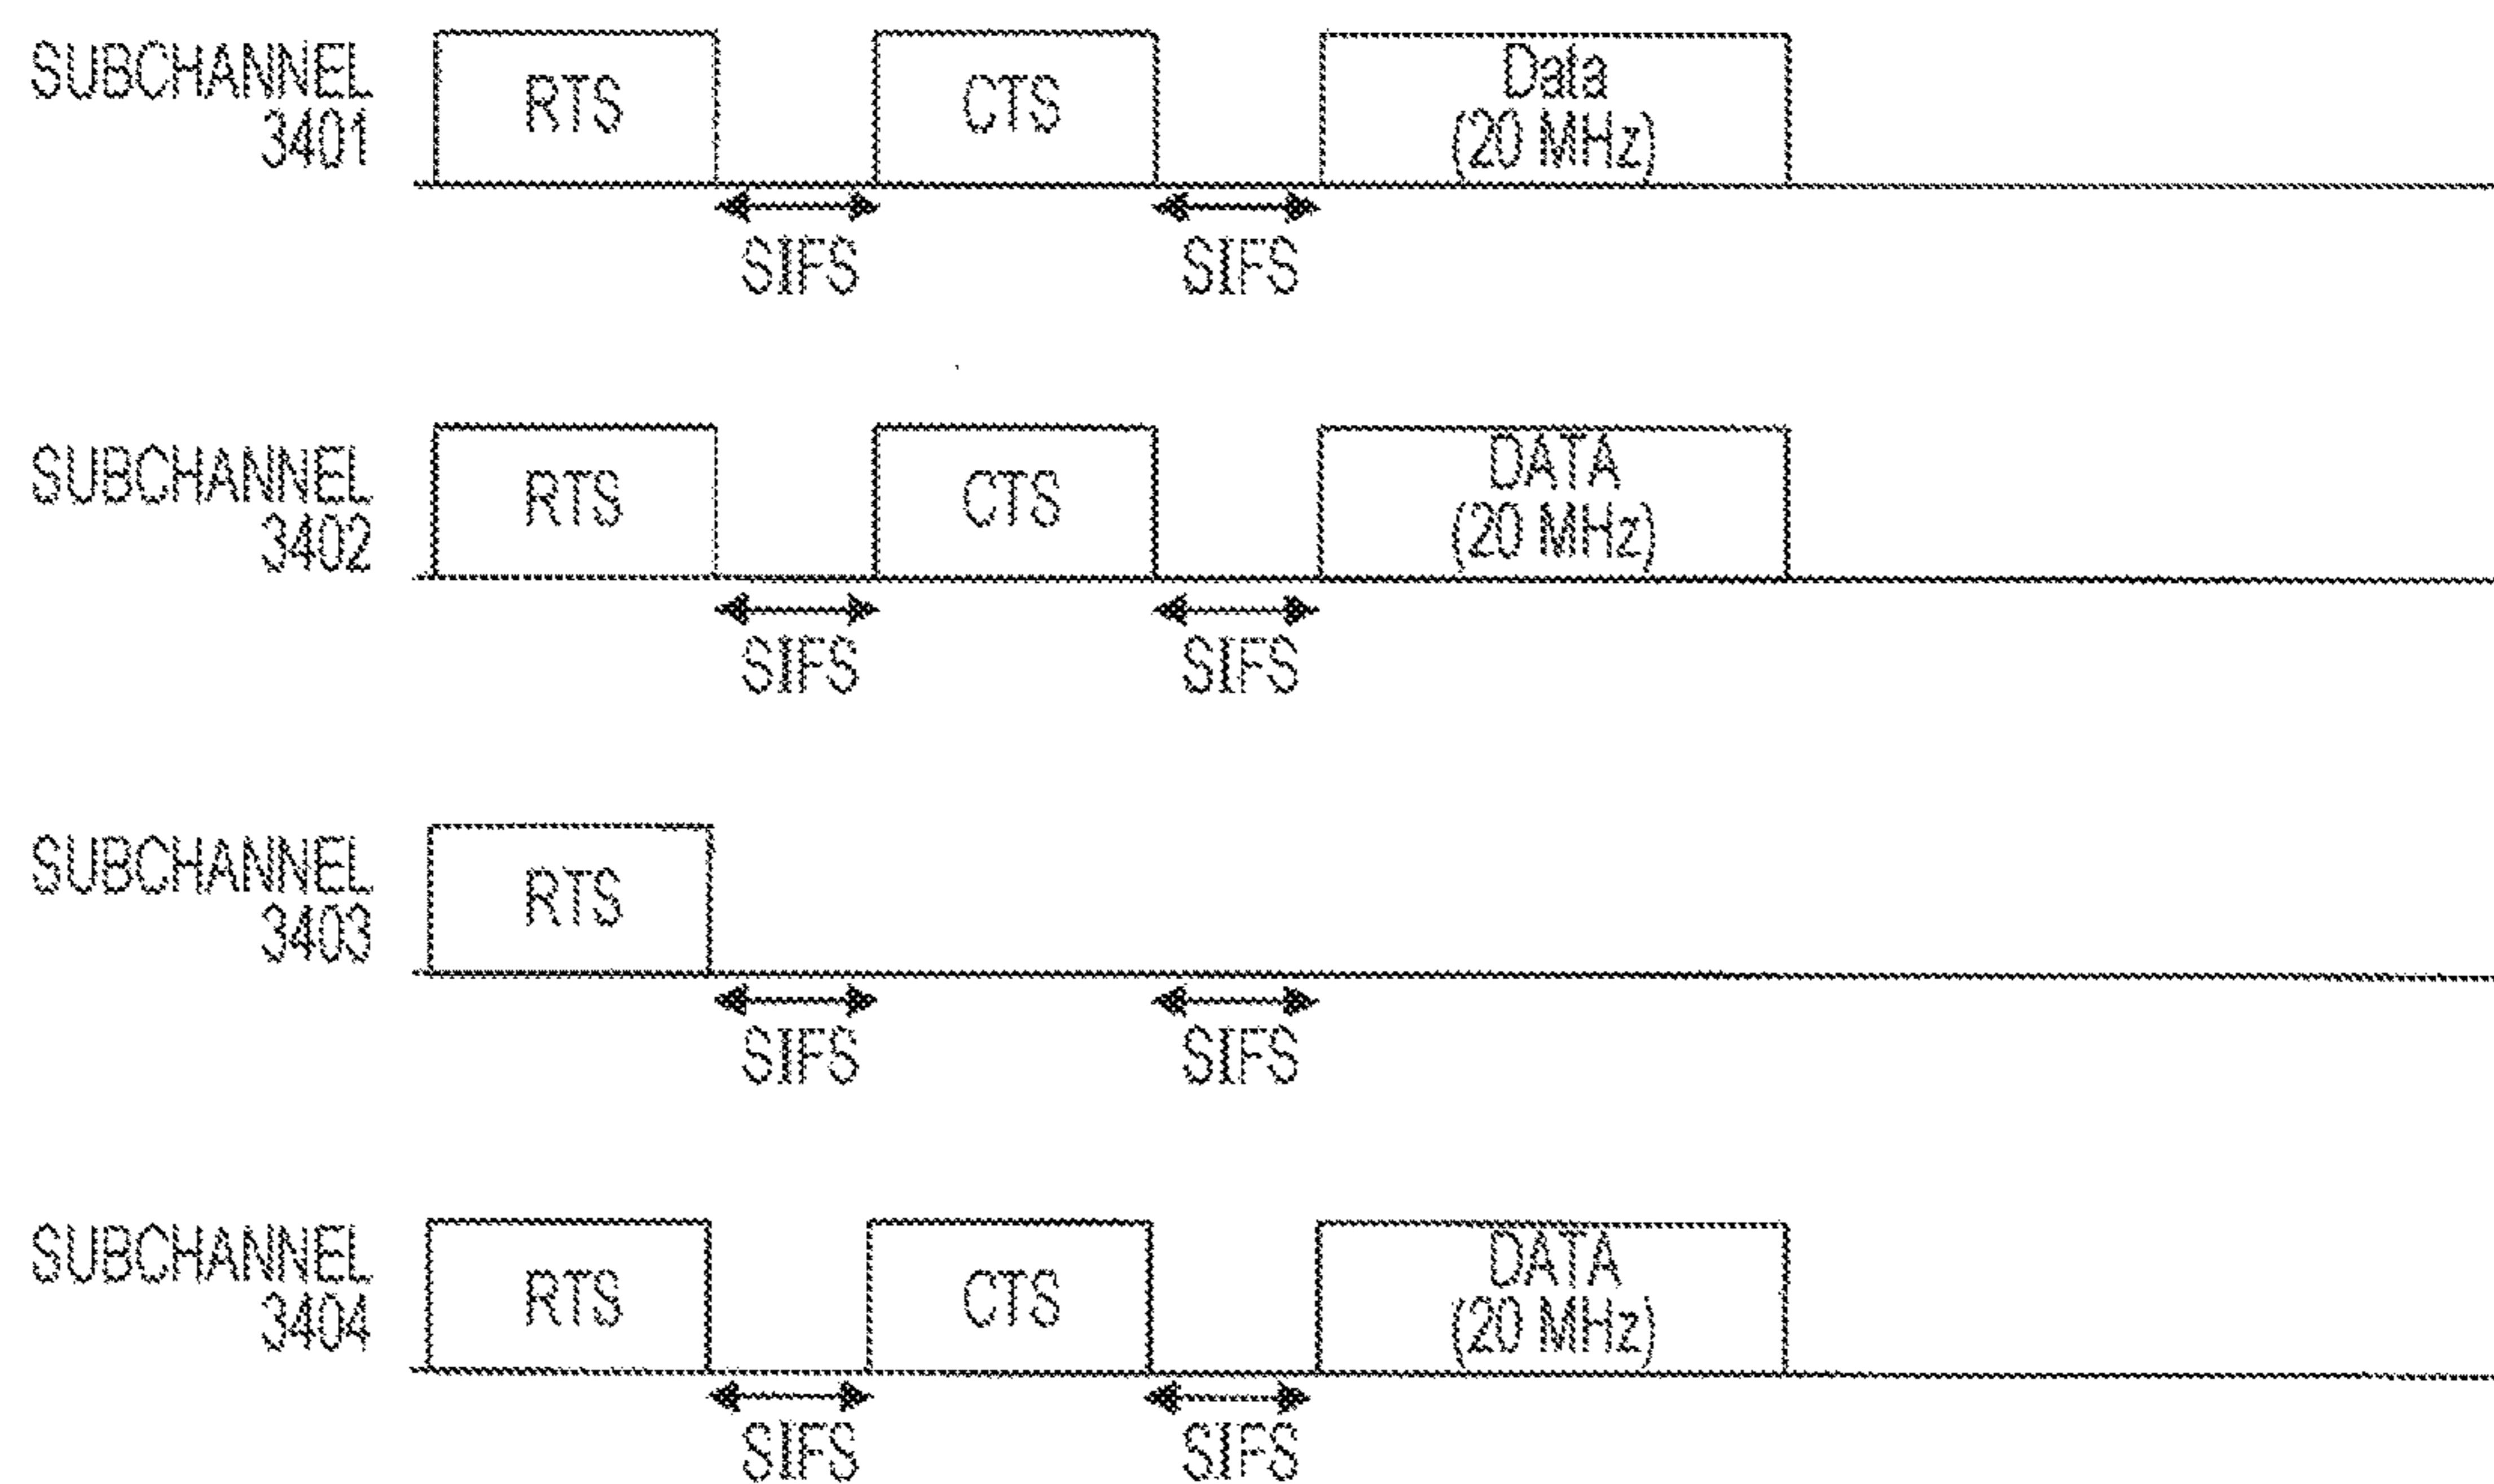 SUBCHANNEL
3401
RTS
CTS
Data
(20 MHz)
SIFS
SIFS
SUBCHANNEL
3402
RTS
CTS
DATA
(20 MHz)
SIFS
SIFS
SUBCHANNEL
3403
RTS
SIFS
SIFS
SUBCHANNEL
3404
RTS
CTS
DATA
(20 MHz)
SIFS
SIFS